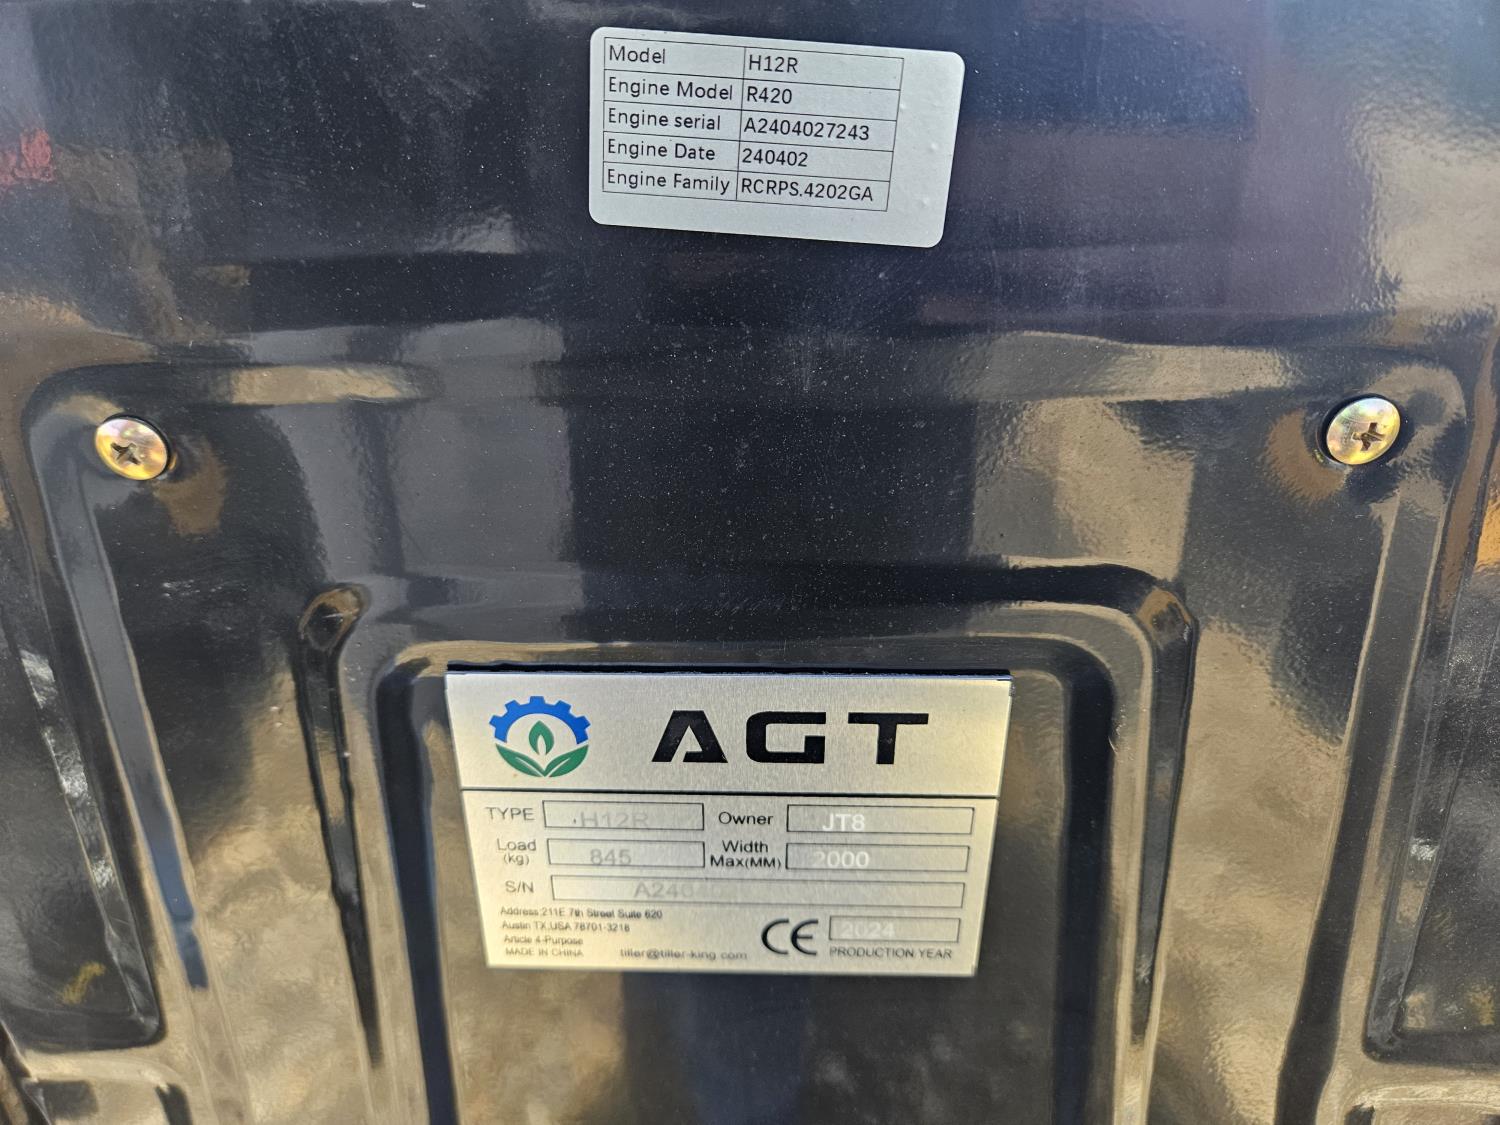 Model H12R
Engine Model R420
Engine serial A2404027243
Engine Date 240402
Engine Family RCRPS.4202GA
AGT
TYPE H12R Owner JT8
Load (kg) 845 Width Max(MM) 2000
S/N
Address:211E 7th Street Suite 620
Austin TX,USA 78701-3218
Article 4-Purpose
MADE IN CHINA tiller@tiller-king.com CE 2024
PRODUCTION YEAR